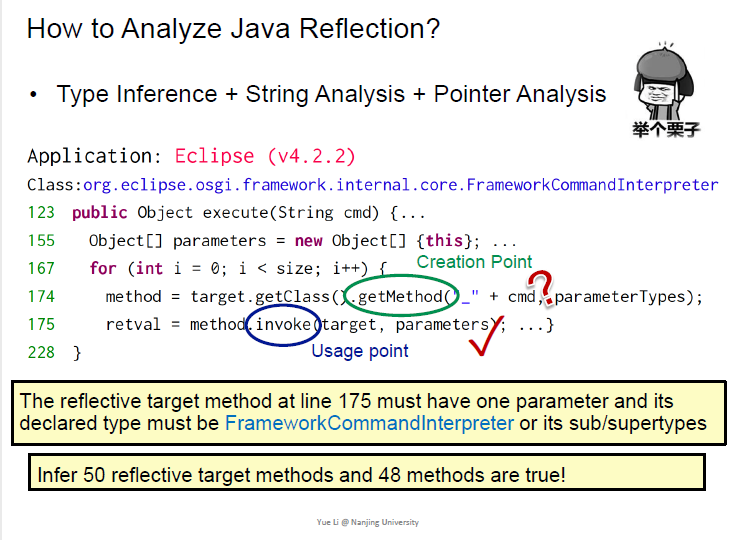 How to Analyze Java Reflection?
• Type Inference + String Analysis + Pointer Analysis
举个栗子
Application: Eclipse (v4.2.2)
Class:org.eclipse.osgi.framework.internal.core.FrameworkCommandInterpreter
123 public Object execute(String cmd) {...
155 Object[] parameters = new Object[] {this}; ...
167 for (int i = 0; i < size; i++) {
Creation Point
174 method = target.getClass().getMethod("_" + cmd, parameterTypes);
?
175 retval = method.invoke(target, parameters); ...}
Usage point
228 }
The reflective target method at line 175 must have one parameter and its
declared type must be FrameworkCommandInterpreter or its sub/supertypes
Infer 50 reflective target methods and 48 methods are true!
Yue Li @ Nanjing University